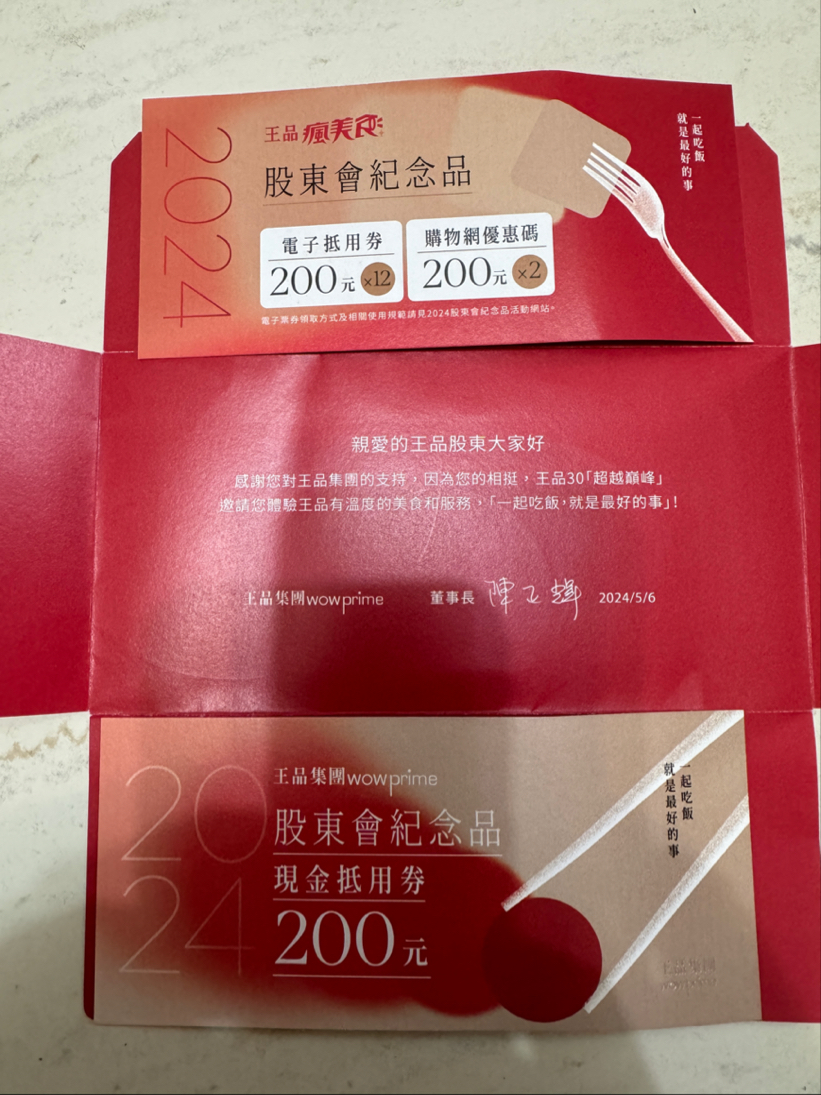 2024
王品 瘋美食
股東會紀念品
電子抵用券
200元 ×12
購物網優惠碼
200元 ×2
電子票券領取方式及相關使用規範請見2024股東會紀念品活動網站。
一起吃飯
就是最好的事
親愛的王品股東大家好
感謝您對王品集團的支持，因為您的相挺，王品30「超越巔峰」
邀請您體驗王品有溫度的美食和服務，「一起吃飯，就是最好的事」！
王品集團wowprime 董事長 陳正輝 2024/5/6
2024
王品集團wowprime
股東會紀念品
現金抵用券
200元
一起吃飯
就是最好的事
王品集團
wowprime